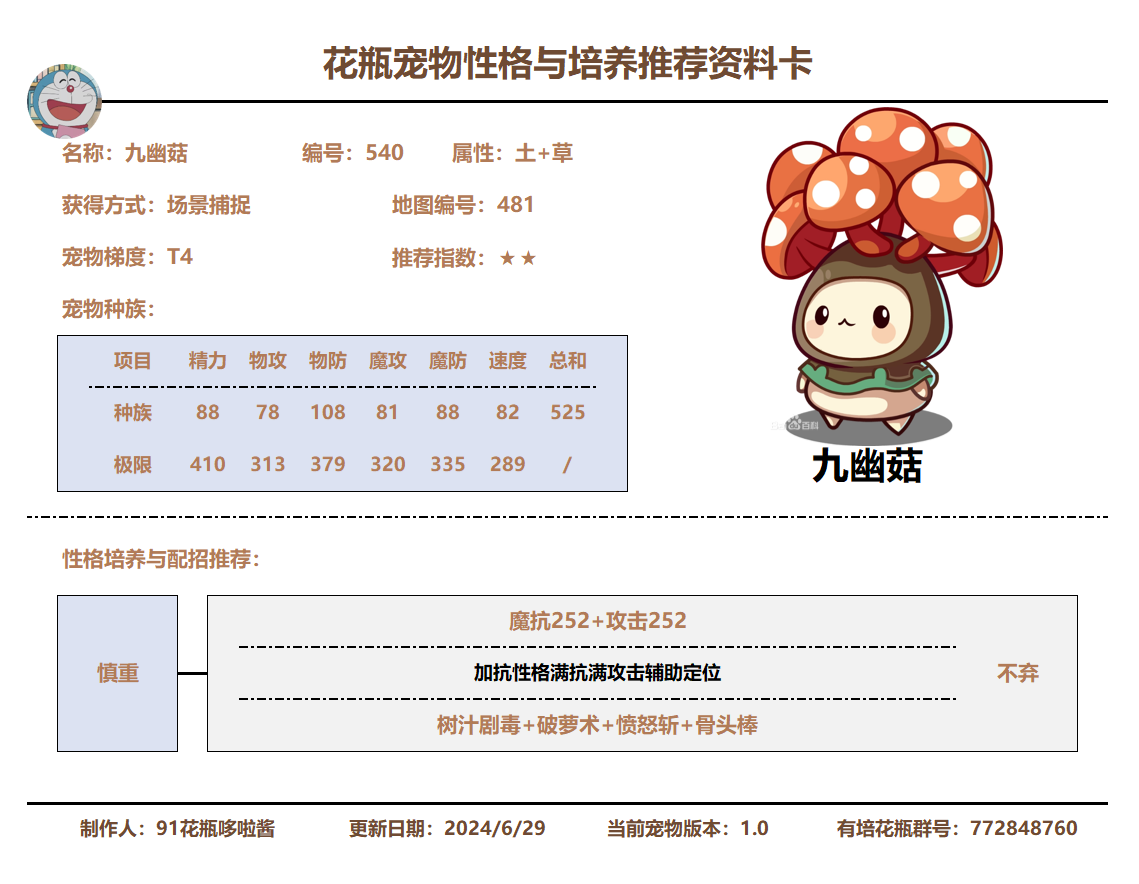 花瓶宠物性格与培养推荐资料卡
名称：九幽菇 编号：540 属性：土+草
获得方式：场景捕捉 地图编号：481
宠物梯度：T4 推荐指数：★★
宠物种族：
项目 精力 物攻 物防 魔攻 魔防 速度 总和
种族 88 78 108 81 88 82 525
极限 410 313 379 320 335 289 /
百科
九幽菇
性格培养与配招推荐：
慎重
魔抗252+攻击252
加抗性格满抗满攻击辅助定位
树汁剧毒+破萝术+愤怒斩+骨头棒
不弃
制作人：91花瓶哆啦酱 更新日期：2024/6/29 当前宠物版本：1.0 有培花瓶群号：772848760